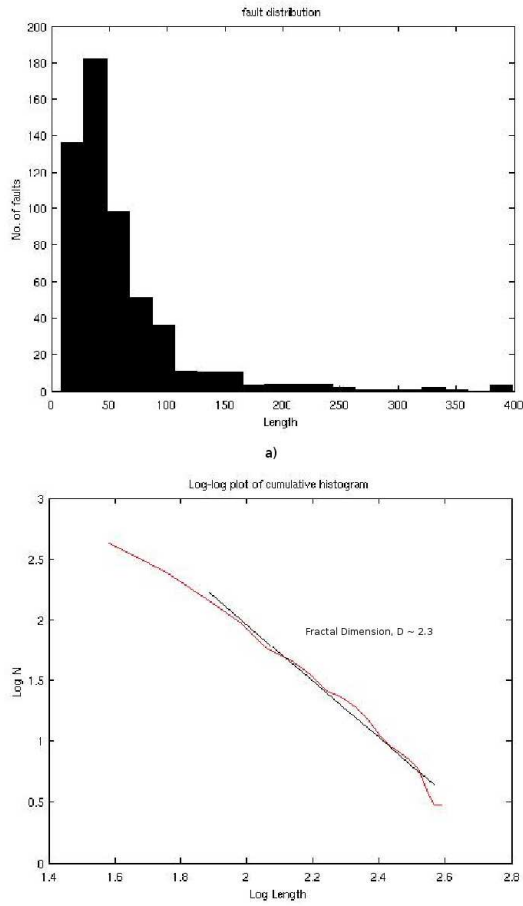 fault distribution
200
180
160
140
120
100
80
60
40
20
0
No. of faults
0 50 100 150 200 250 300 350 400
Length
a)
Log-log plot of cumulative histogram
3
2.5
2
1.5
1
0.5
0
Log N
Fractal Dimension, D ~ 2.3
1.4 1.6 1.8 2 2.2 2.4 2.6 2.8
Log Length